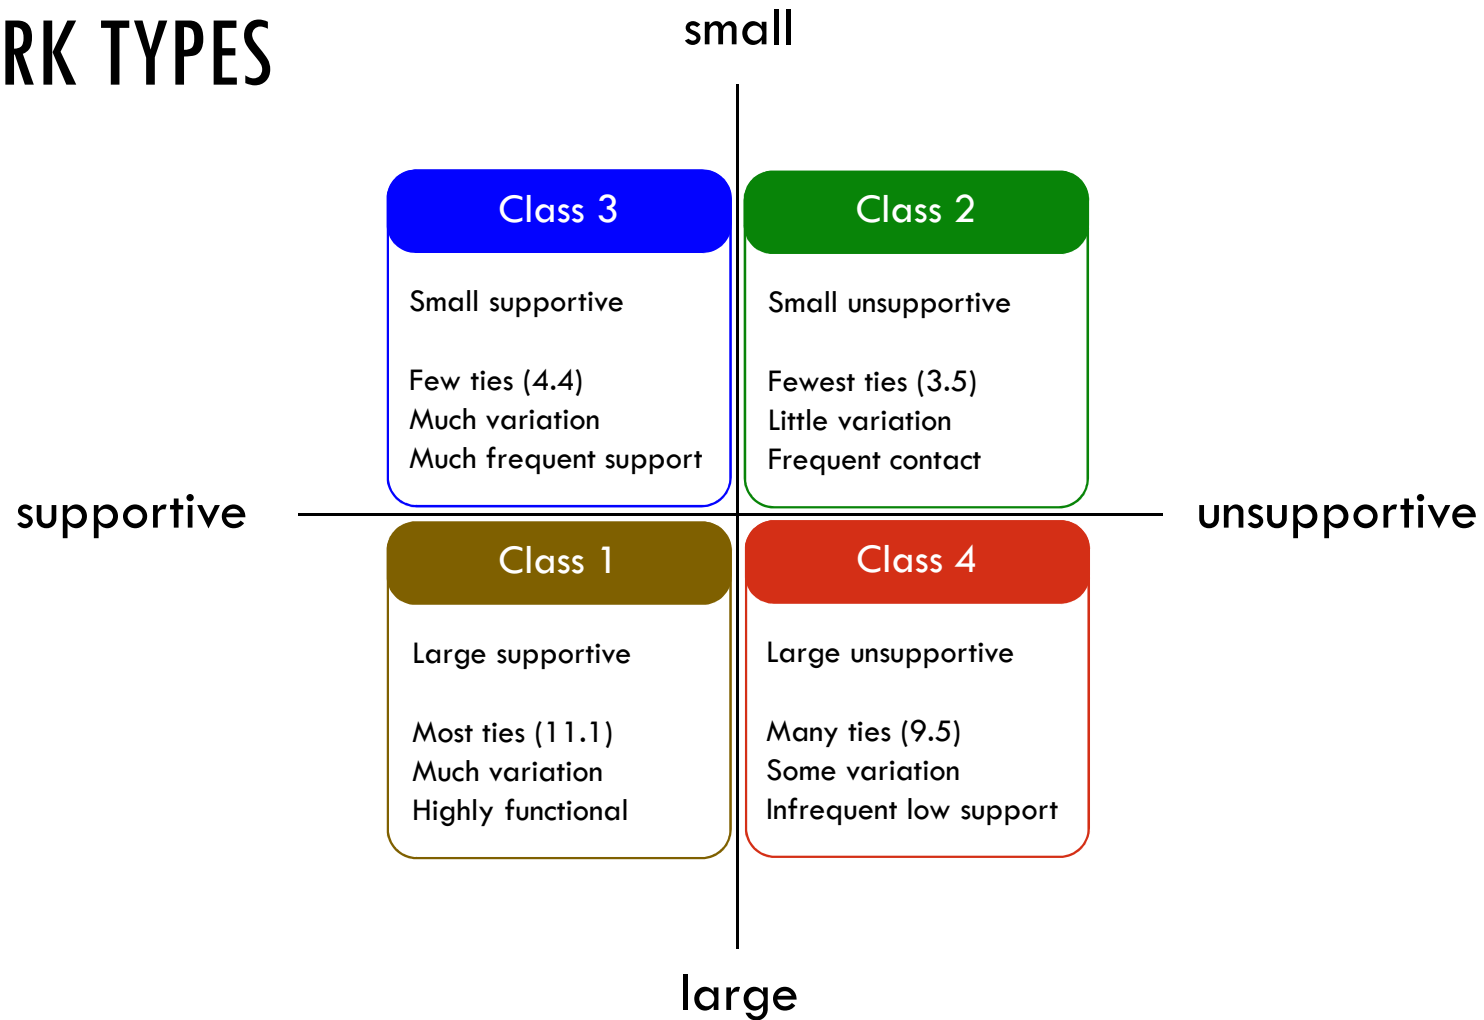 RK TYPES
small
Class 3
Small supportive
Few ties (4.4)
Much variation
Much frequent support
Class 2
Small unsupportive
Fewest ties (3.5)
Little variation
Frequent contact
supportive
unsupportive
Class 1
Large supportive
Most ties (11.1)
Much variation
Highly functional
Class 4
Large unsupportive
Many ties (9.5)
Some variation
Infrequent low support
large